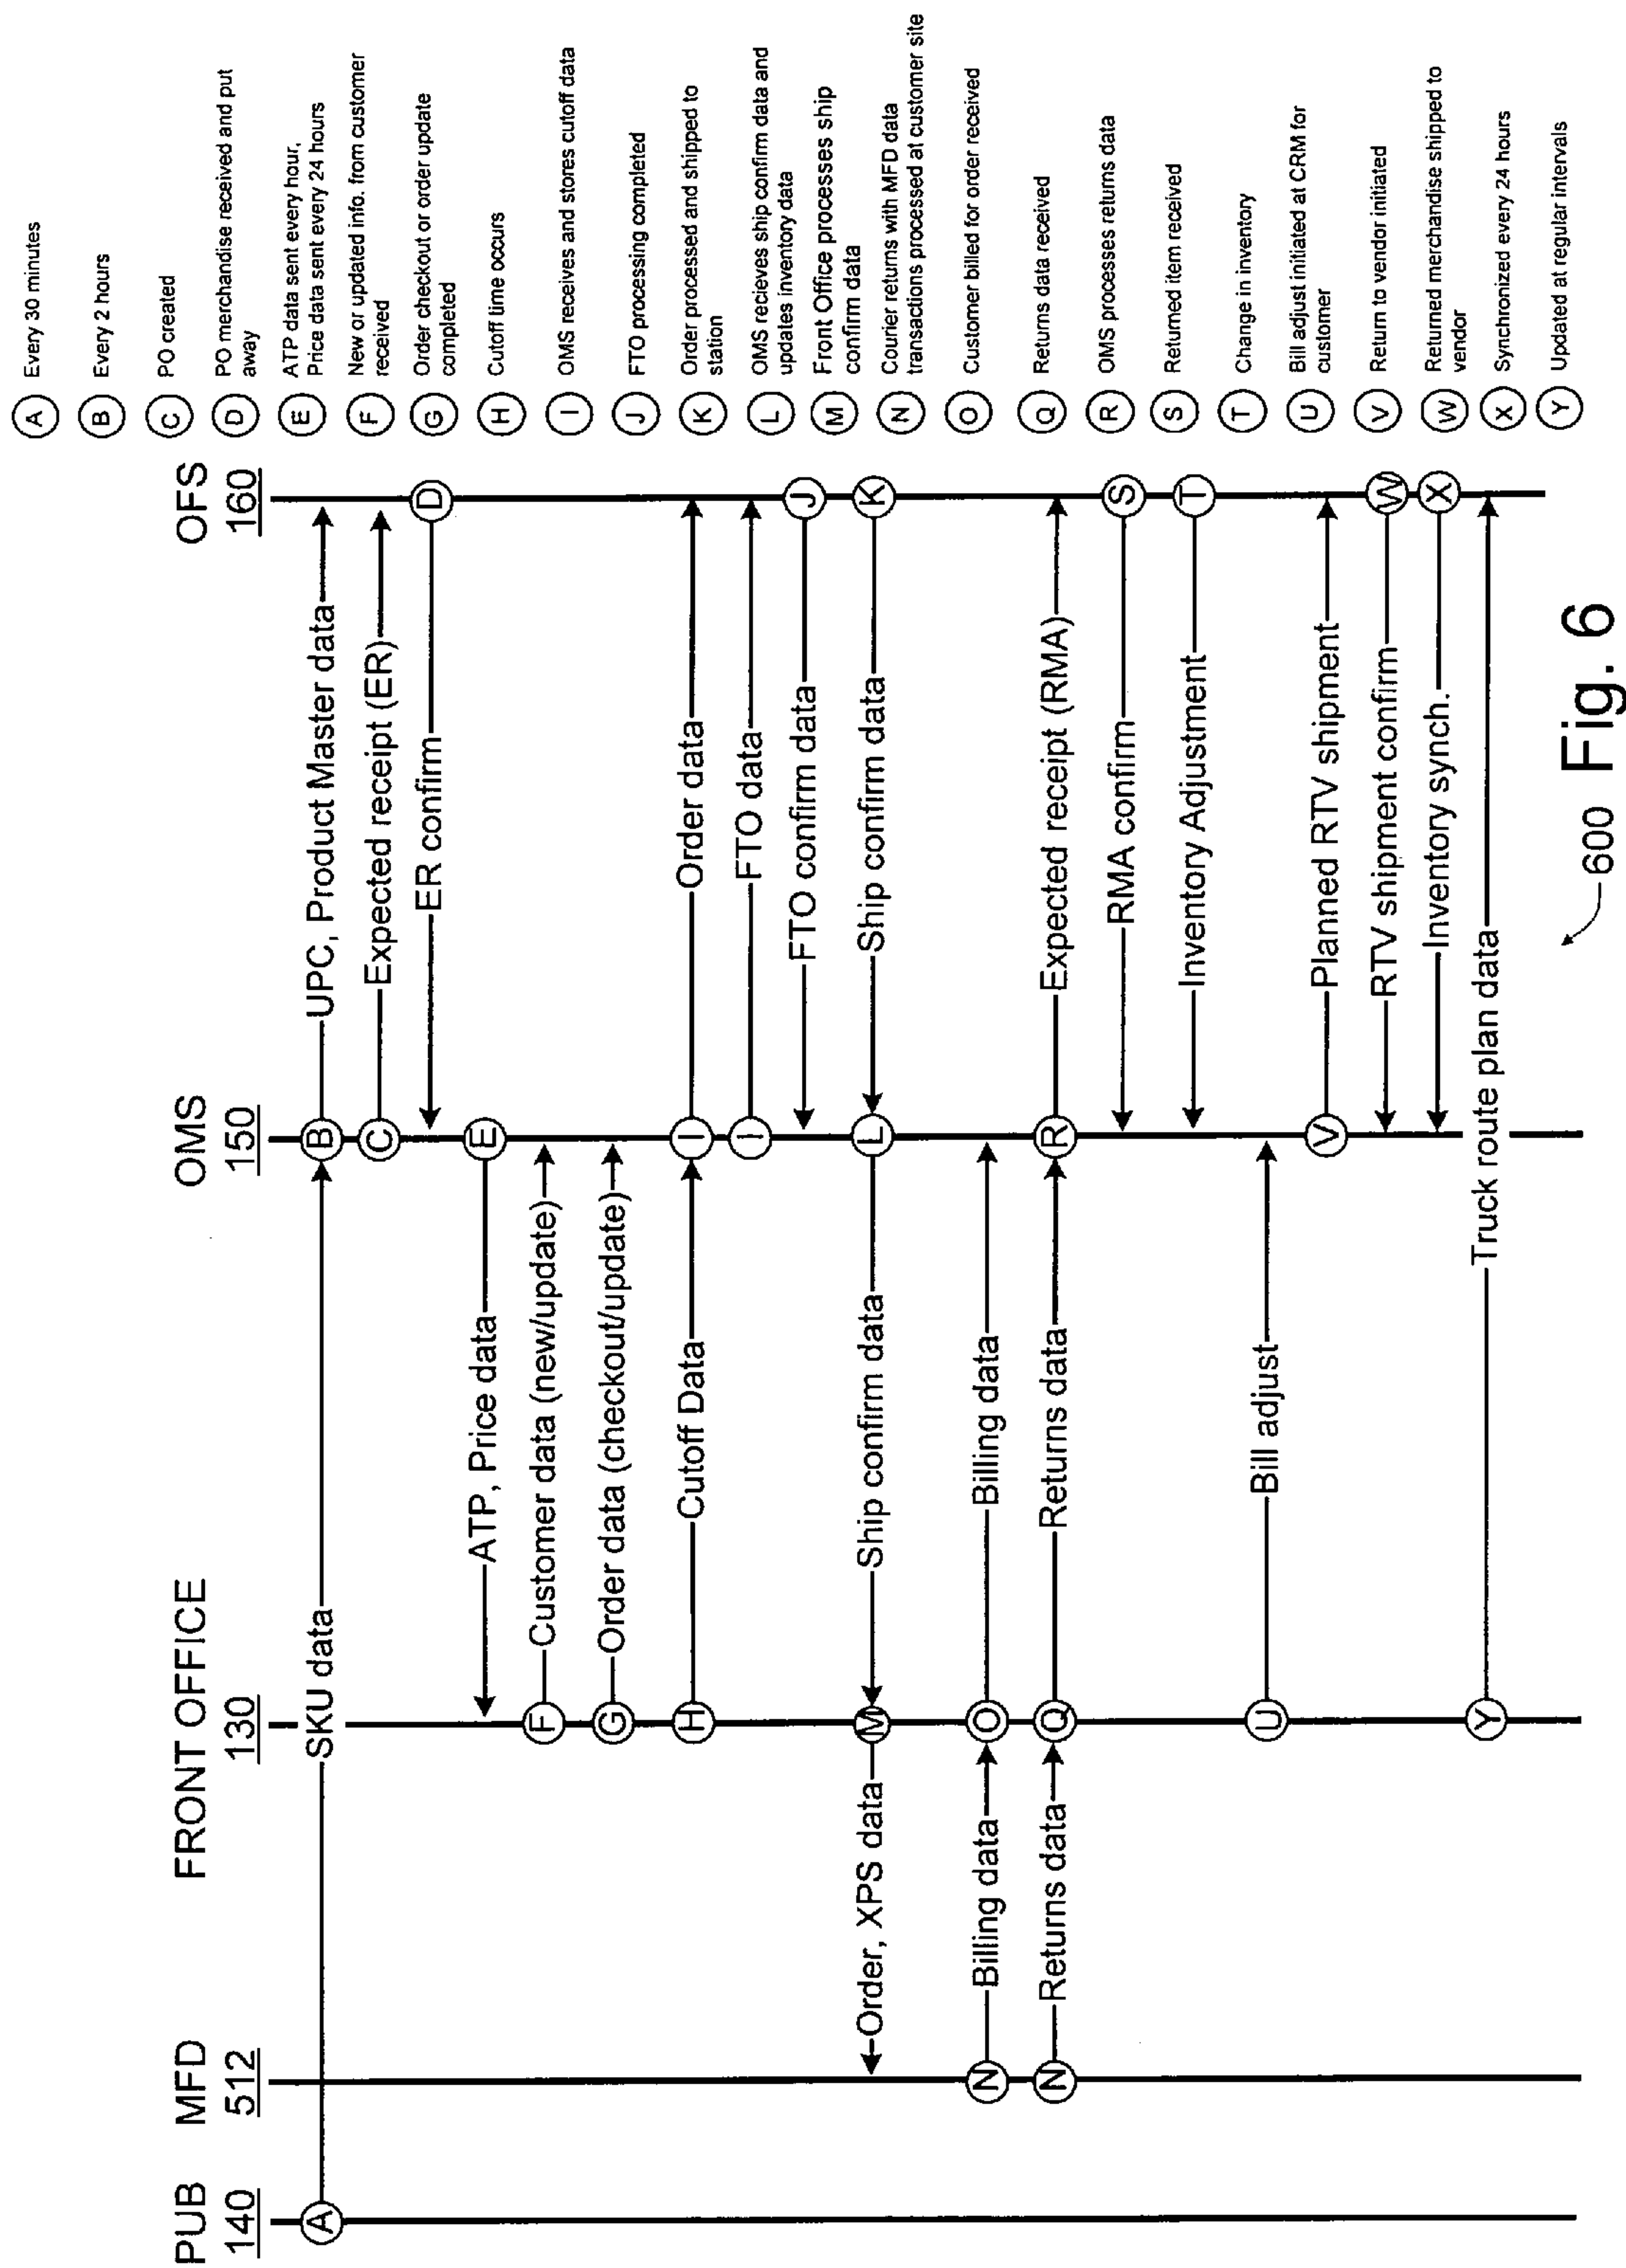 PUB
MFD
FRONT OFFICE
OMS
OFS
140
512
130
150
160
A
SKU data
B
UPC, Product Master data
C
Expected receipt (ER)
D
ER confirm
E
ATP, Price data
F
Customer data (new/update)
G
Order data (checkout/update)
H
Cutoff Data
I
Order data
I
FTO data
J
FTO confirm data
K
Ship confirm data
L
Ship confirm data
M
Order, XPS data
N
Billing data
O
Billing data
N
Returns data
Q
Returns data
R
Expected receipt (RMA)
S
RMA confirm
T
Inventory Adjustment
U
Bill adjust
V
Planned RTV shipment
W
RTV shipment confirm
X
Inventory synch.
Y
Truck route plan data
A Every 30 minutes
B Every 2 hours
C PO created
D PO merchandise received and put
away
E ATP data sent every hour,
Price data sent every 24 hours
F New or updated info. from customer
received
G Order checkout or order update
completed
H Cutoff time occurs
I OMS receives and stores cutoff data
J FTO processing completed
K Order processed and shipped to
station
L OMS recieves ship confirm data and
updates inventory data
M Front Office processes ship
confirm data
N Courier returns with MFD data
transactions processed at customer site
O Customer billed for order received
Q Returns data received
R OMS processes returns data
S Returned item received
T Change in inventory
U Bill adjust initiated at CRM for
customer
V Return to vendor initiated
W Returned merchandise shipped to
vendor
X Synchronized every 24 hours
Y Updated at regular intervals
600
Fig. 6